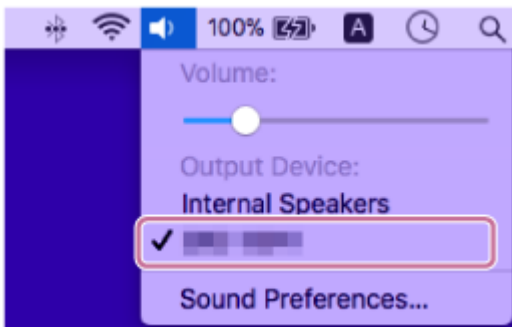 100% A
Volume:
Output Device:
Internal Speakers
Sound Preferences...